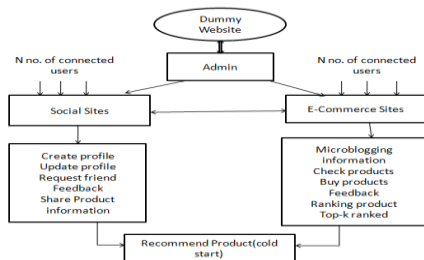 Dummy
Website
Admin
N no. of connected
users
N no. of connected
users
Social Sites
E-Commerce Sites
Create profile
Update profile
Request friend
Feedback
Share Product
Information
Microblogging
Information
Check products
Buy products
Feedback
Ranking product
Top-k ranked
Recommend Product(cold
start)